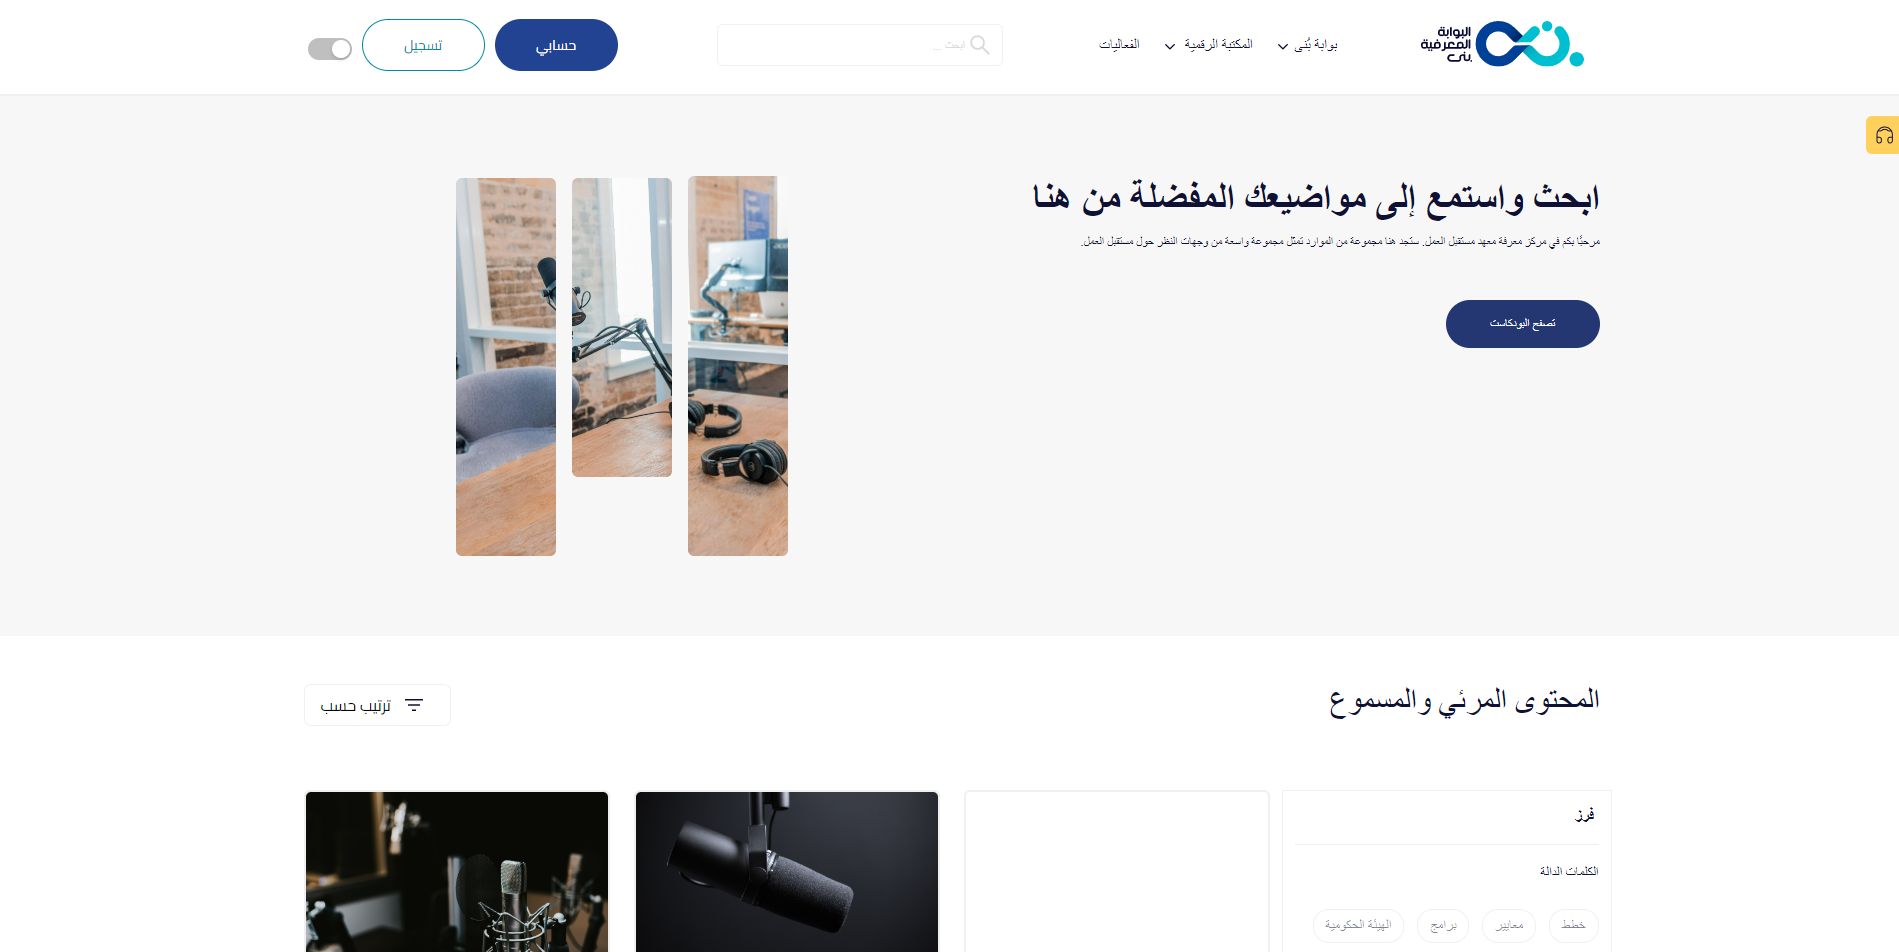 البوابة
المعرفية
بنى
بوابة بُنى
المكتبة الرقمية
الفعاليات
ابحث ...
حسابي
تسجيل
ابحث واستمع إلى مواضيعك المفضلة من هنا
مرحبًا بكم في مركز معرفة معهد مستقبل العمل. ستجد هنا مجموعة من الموارد تمثل مجموعة واسعة من وجهات النظر حول مستقبل العمل.
تصفح البودكاست
المحتوى المرئي والمسموع
ترتيب حسب
فرز
الكلمات الدالة
خطط
معايير
برامج
الهيئة الحكومية